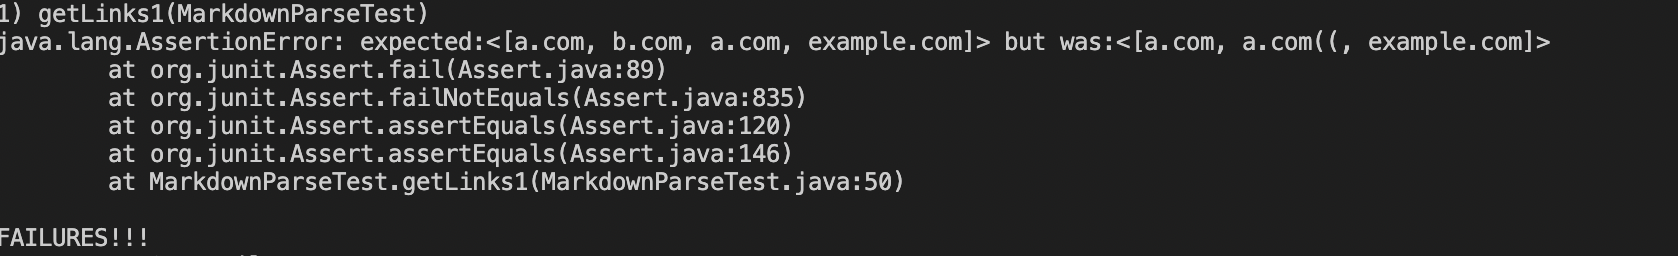 1) getLinks1(MarkdownParseTest)
java.lang.AssertionError: expected:<[a.com, b.com, a.com, example.com]> but was:<[a.com, a.com((, example.com]>
        at org.junit.Assert.fail(Assert.java:89)
        at org.junit.Assert.failNotEquals(Assert.java:835)
        at org.junit.Assert.assertEquals(Assert.java:120)
        at org.junit.Assert.assertEquals(Assert.java:146)
        at MarkdownParseTest.getLinks1(MarkdownParseTest.java:50)
FAILURES!!!